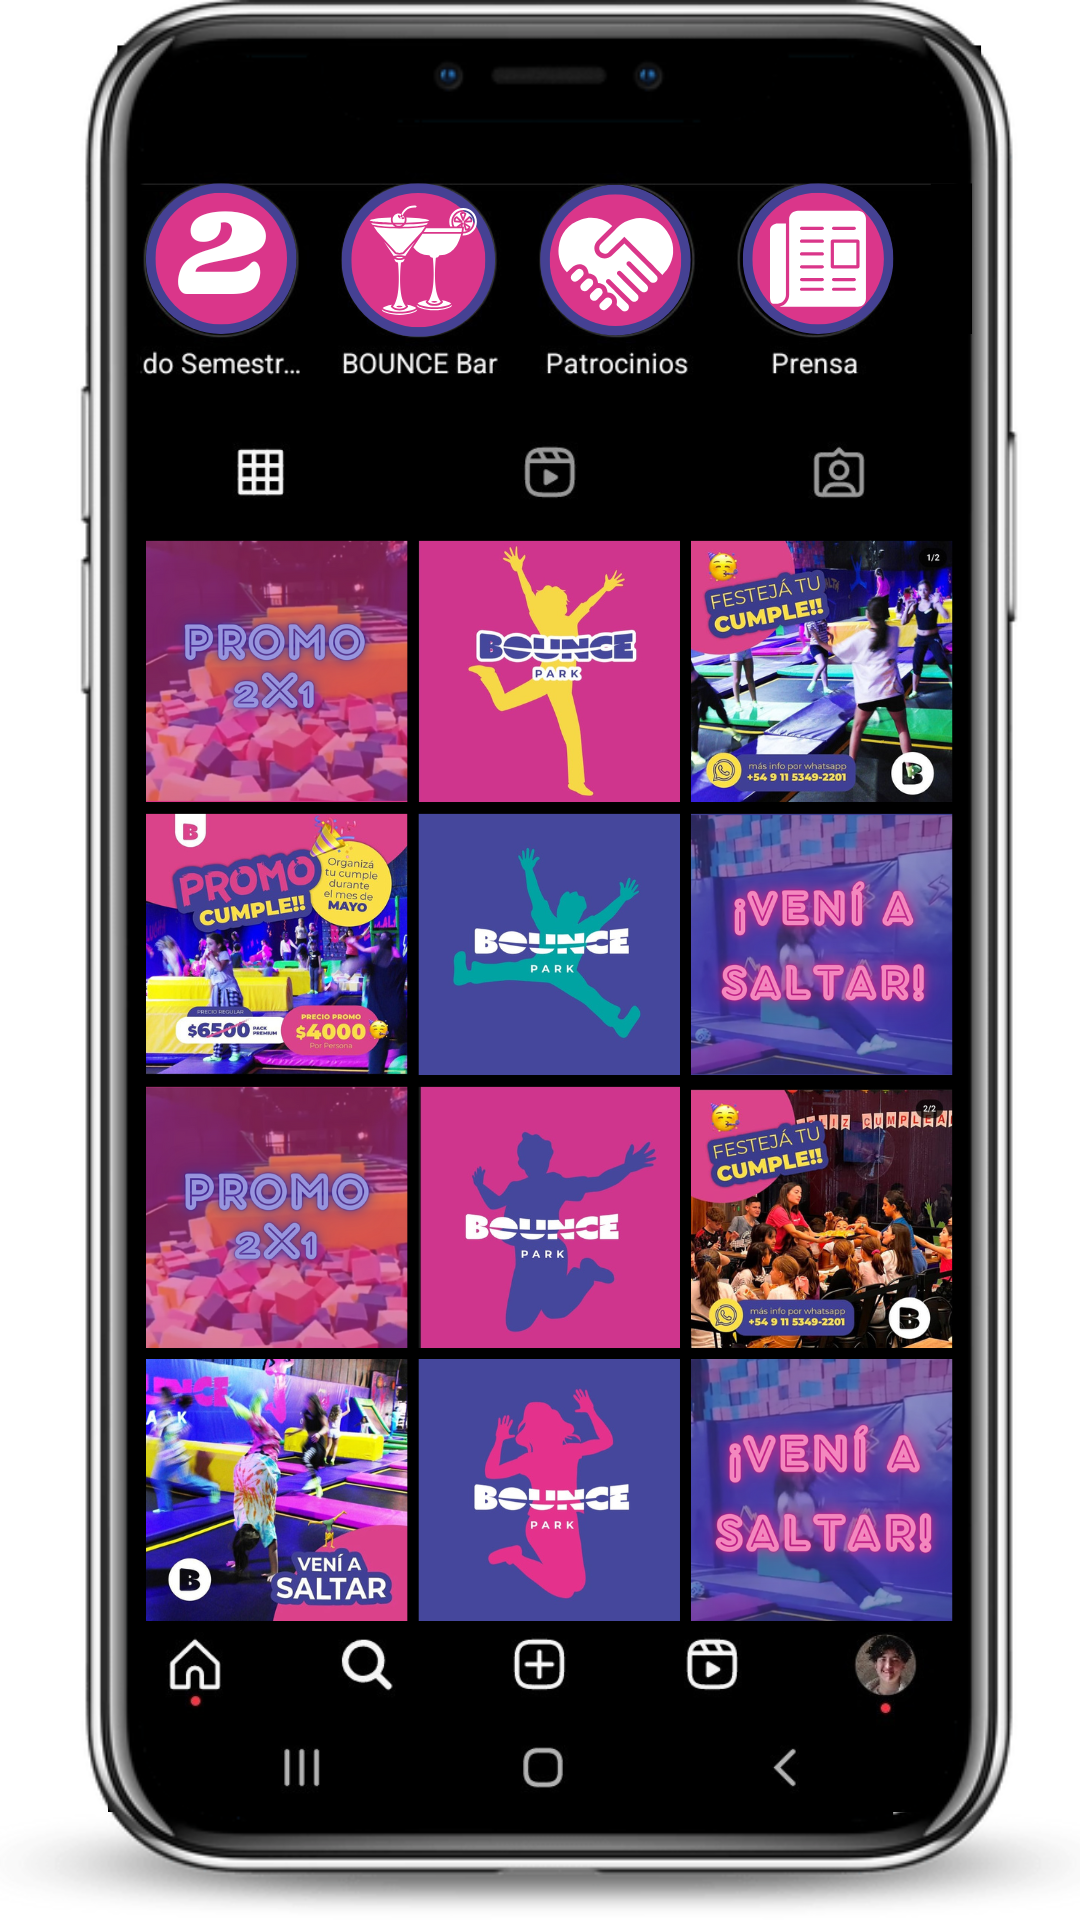 2
do Semestr...
BOUNCE Bar
Patrocinios
Prensa
PROMO
2X1
BOUNCE
PARK
1/2
FESTEJÁ TU
CUMPLE!!
más info por whatsapp
+54 9 11 5349-2201
B
B
PROMO
CUMPLE!!
Organizá
tu cumple
durante
el mes de
MAYO
PRECIO REGULAR
$6500 PACK
PREMIUM
PRECIO PROMO
$4000
Por Persona
BOUNCE
PARK
¡VENÍ A
SALTAR!
PROMO
2X1
BOUNCE
PARK
2/2
FESTEJÁ TU
CUMPLE!!
más info por whatsapp
+54 9 11 5349-2201
B
B
VENÍ A
SALTAR
BOUNCE
PARK
¡VENÍ A
SALTAR!